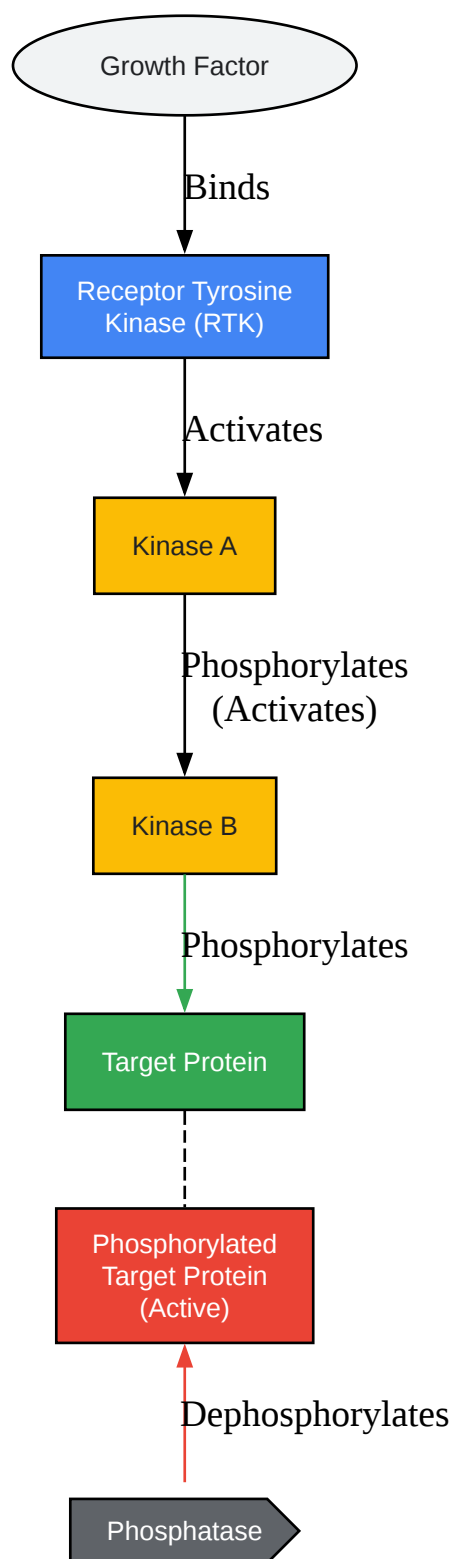 Growth Factor
Binds
Receptor Tyrosine
Kinase (RTK)
Activates
Kinase A
Phosphorylates
(Activates)
Kinase B
Phosphorylates
Target Protein
Phosphorylated
Target Protein
(Active)
Dephosphorylates
Phosphatase